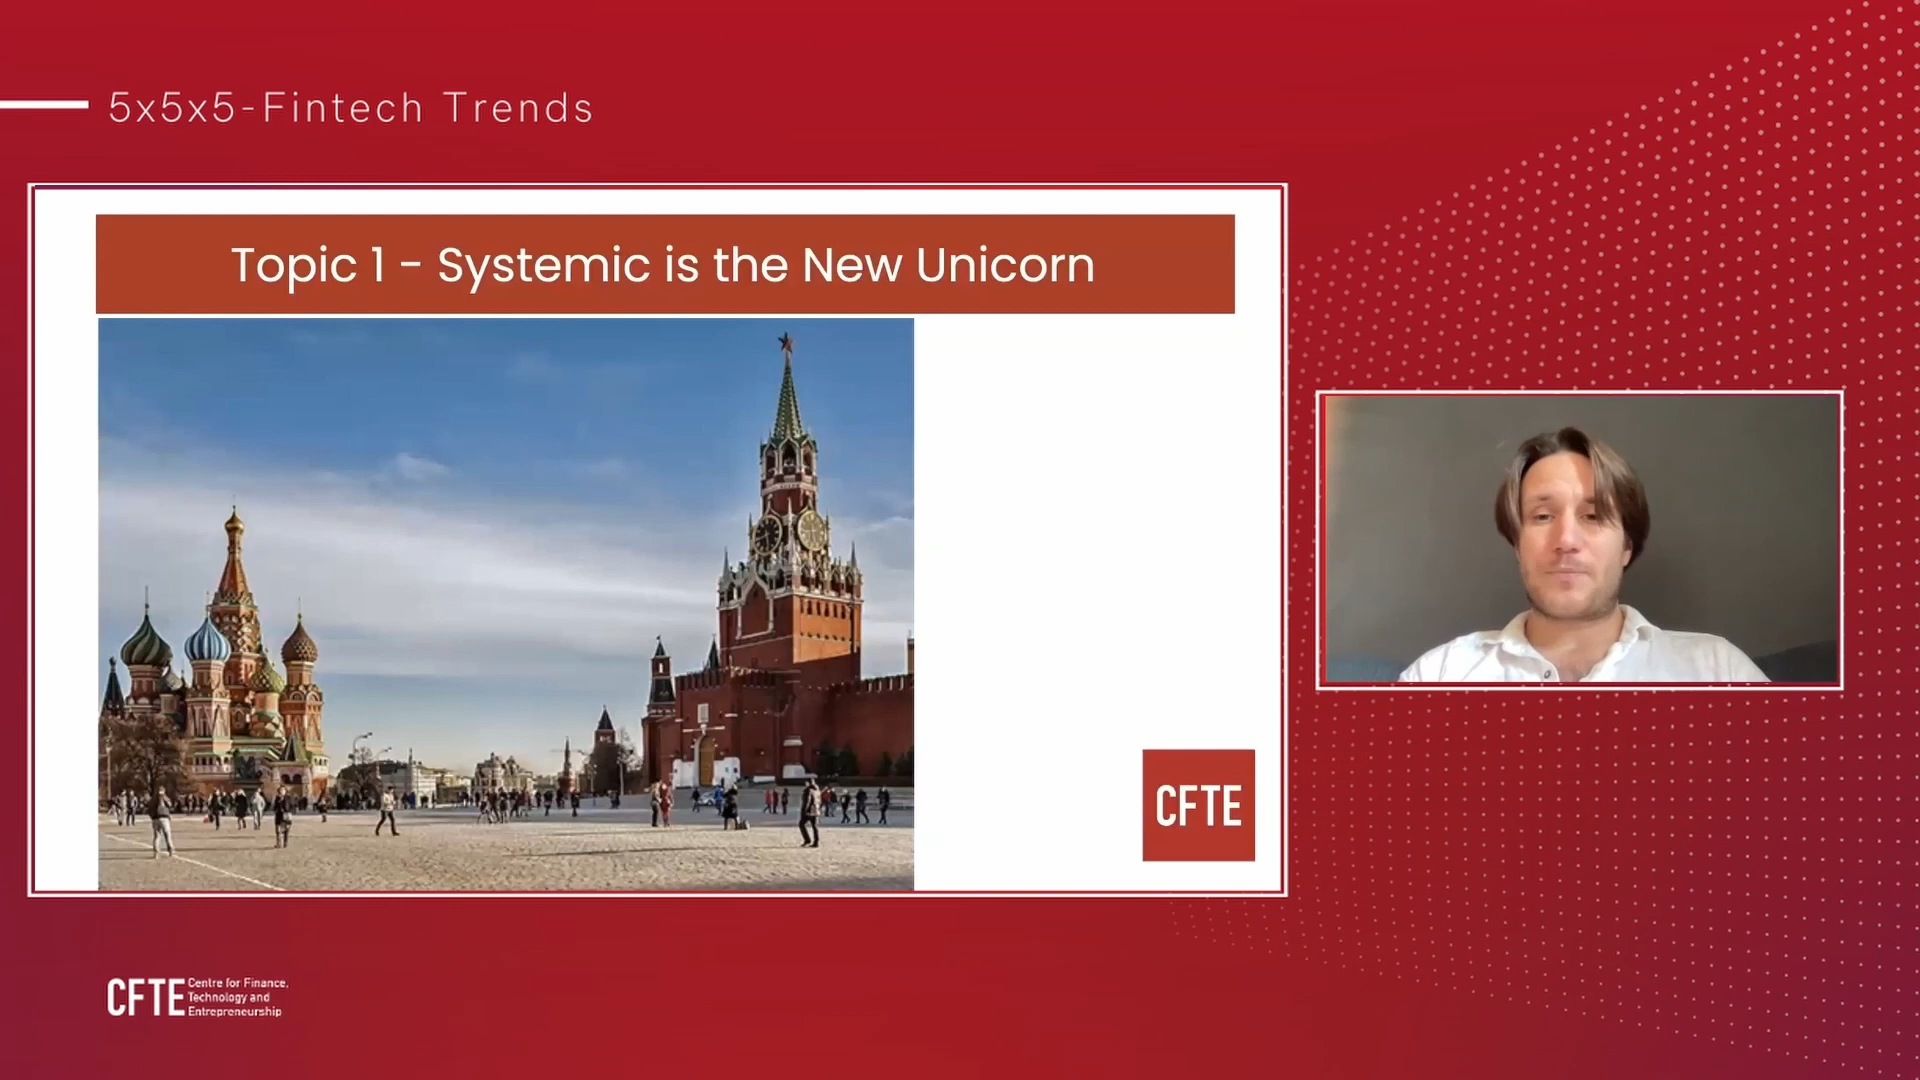 5x5x5-Fintech Trends
Topic 1 - Systemic is the New Unicorn
CFTE
CFTE Centre for Finance,
Technology and
Entrepreneurship